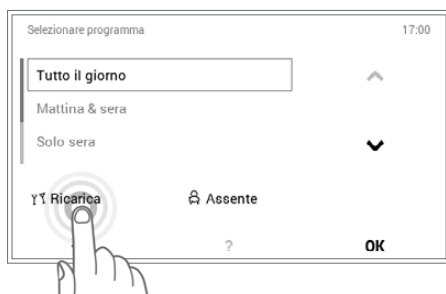 Selezionare programma 17:00
Tutto il giorno
Mattina & sera
Solo sera
Ricarica Assente
? OK